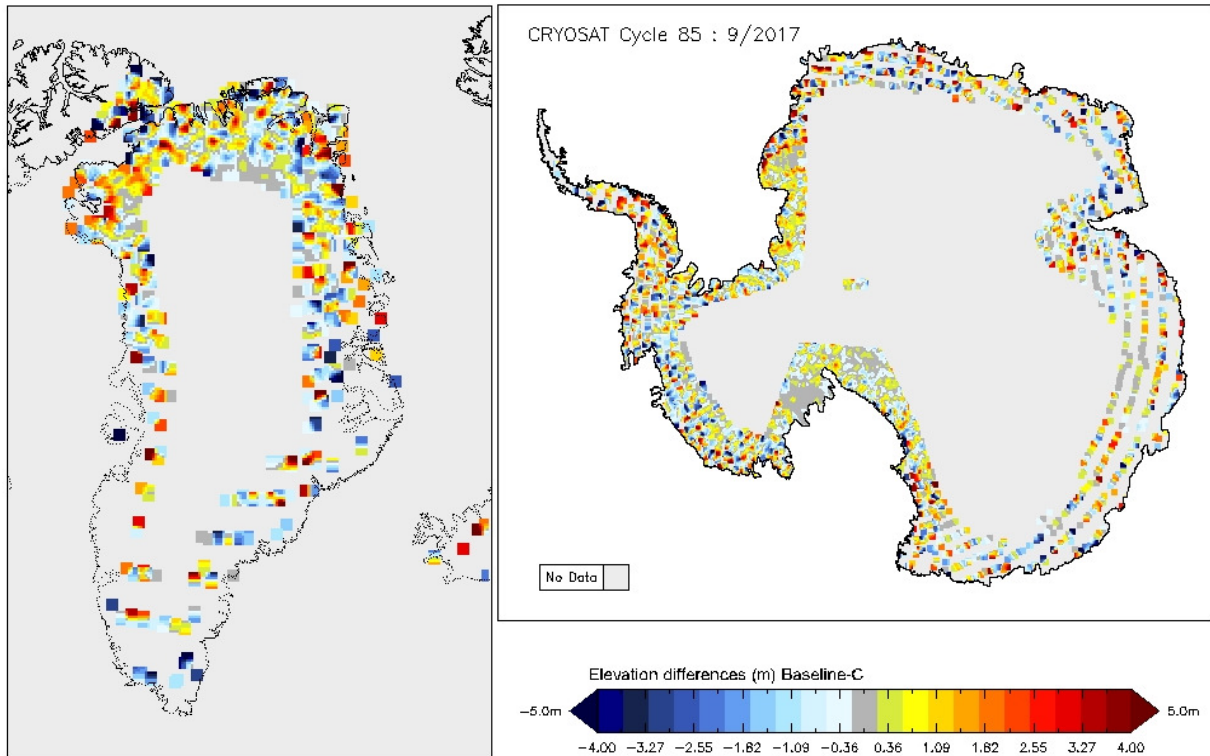 CRYOSAT Cycle 85 : 9/2017
No Data
Elevation differences (m) Baseline-C
-5.0m 5.0m
-4.00 -3.27 -2.55 -1.82 -1.09 -0.36 0.36 1.09 1.82 2.55 3.27 4.00